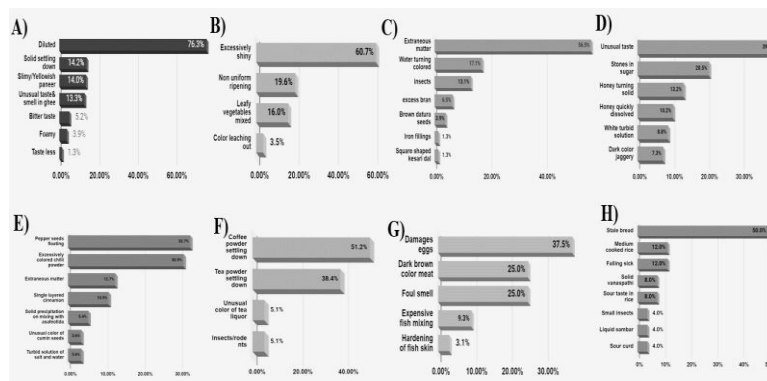 A)
Diluted
76.3%
Solid settling
down
14.2%
Slimy/Yellowish
paneer
14.0%
Unusual taste&
smell in ghee
13.3%
Bitter taste
5.2%
Foamy
3.9%
Taste less
1.3%
0.00% 20.00% 40.00% 60.00%
B)
Excessively
shiny
60.7%
Non uniform
ripening
19.6%
Leafy
vegetables
mixed
16.0%
Color leaching
out
3.5%
0.00% 20.00% 40.00% 60.00%
C)
Extraneous
matter
Water turning
colored
17.1%
Insects
excess bran
Brown datura
seeds
3.9%
Iron fillings
1.3%
Square shaped
kesari dal
1.3%
0.00% 20.00% 40.00%
D)
Unusual taste
Stones in
sugar
20.5%
Honey turning
solid
13.2%
Honey quickly
dissolved
10.2%
White turbid
solution
Dark color
jaggery
0.00% 10.00% 20.00% 30.00%
E)
Pepper seeds
floating
Excessively
colored chilli
powder
Extraneous matter
Single layered
cinnamon
Solid precipitation
on mixing with
Unusual color of
cumin seeds
Turbid solution of
salt and water
0.00% 10.00% 20.00% 30.00%
F)
Coffee
powder
settling
down
51.2%
Tea powder
settling
down
38.4%
Unusual
color of tea
liquor
5.1%
Insects/rode
nts
5.1%
0.00% 20.00% 40.00%
G)
Damages
eggs
37.5%
Dark brown
color meat
25.0%
Foul smell
25.0%
Expensive
fish mixing
9.3%
Hardening
of fish skin
3.1%
0.00% 10.00% 20.00% 30.00%
H)
Stale bread
50.0%
Medium
cooked rice
12.0%
Falling sick
12.0%
Solid
vanaspathi
8.0%
Sour taste in
rice
8.0%
Small insects
4.0%
Liquid sambar
4.0%
Sour curd
4.0%
0% 10% 20% 30% 40%